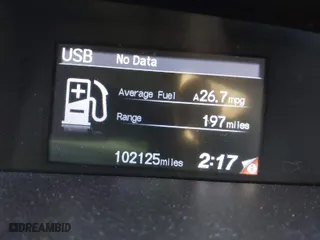 USB No Data
Average Fuel A26.7mpg
Range 197miles
102125miles 2:17
DREAMBID